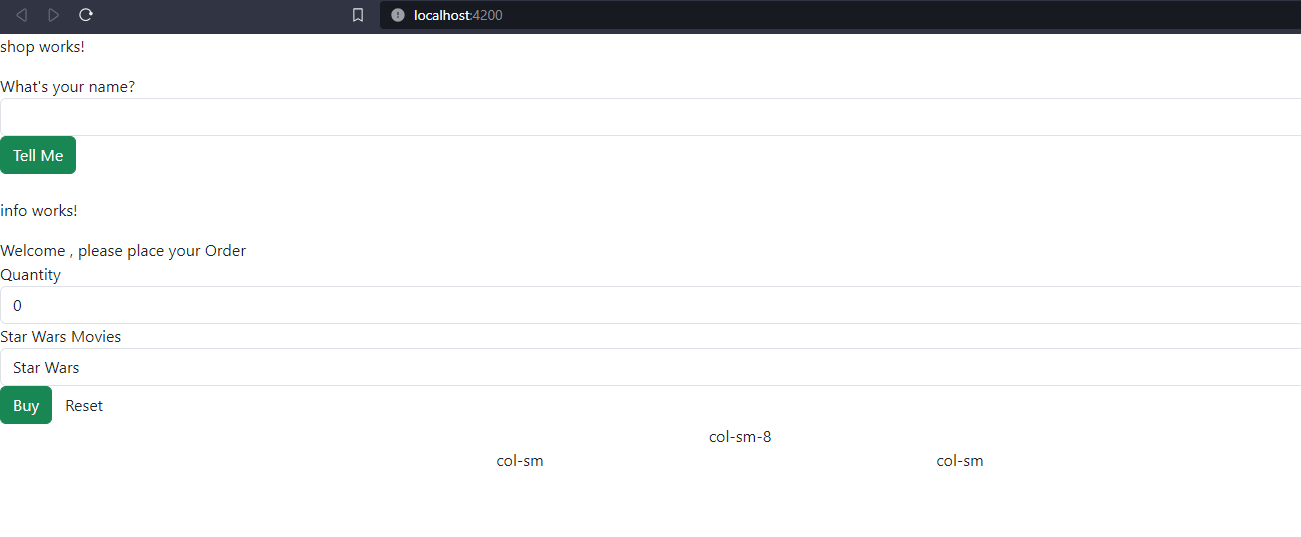 localhost:4200
shop works!
What's your name?
Tell Me
info works!
Welcome , please place your Order
Quantity
0
Star Wars Movies
Star Wars
Buy Reset
col-sm-8
col-sm col-sm